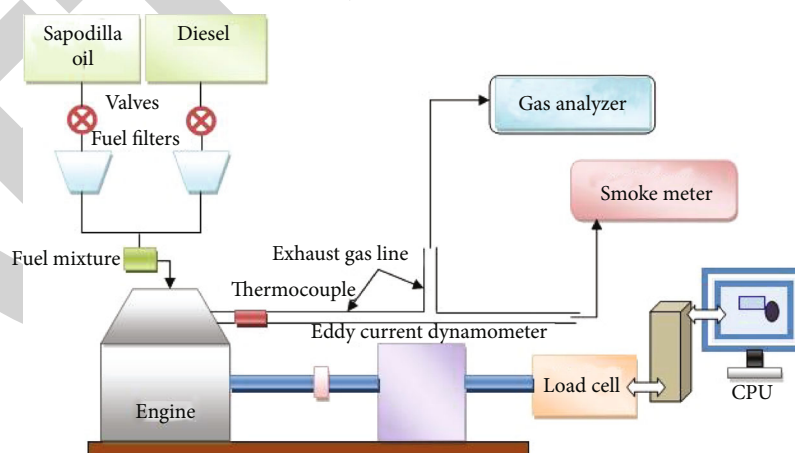 Sapodilla
oil
Diesel
Valves
Fuel filters
Gas analyzer
Smoke meter
Fuel mixture
Exhaust gas line
Thermocouple
Eddy current dynamometer
Engine
Load cell
CPU